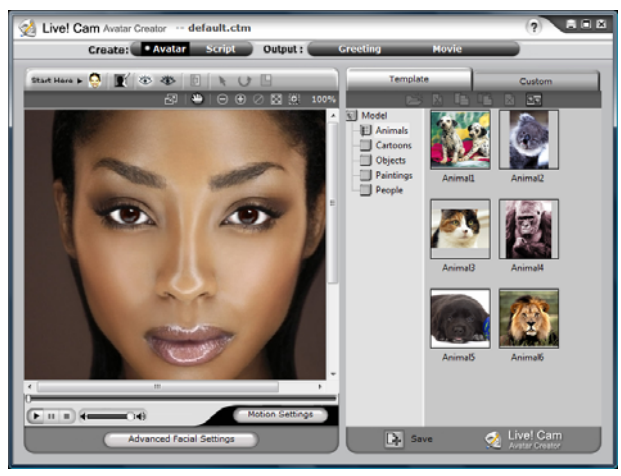 Live! Cam Avatar Creator -- default.ctm
?
Create: Avatar Script Output : Greeting Movie
Start Here
100%
Template Custom
Model
Animals
Cartoons
Objects
Paintings
People
Animal1 Animal2
Animal3 Animal4
Animal5 Animal6
Motion Settings
Advanced Facial Settings
Save
Live! Cam
Avatar Creator